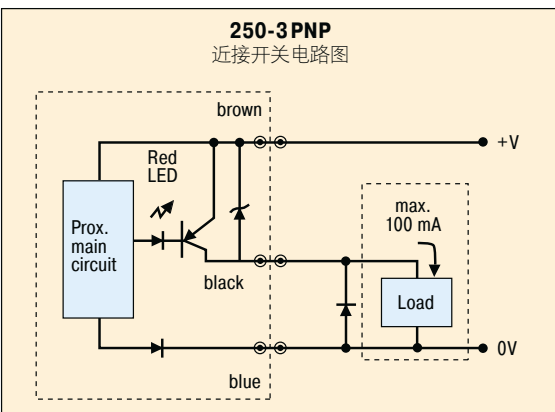 250-3 PNP
近接开关电路图
brown
+V
Red
LED
max.
100 mA
Prox.
main
circuit
black
Load
0V
blue